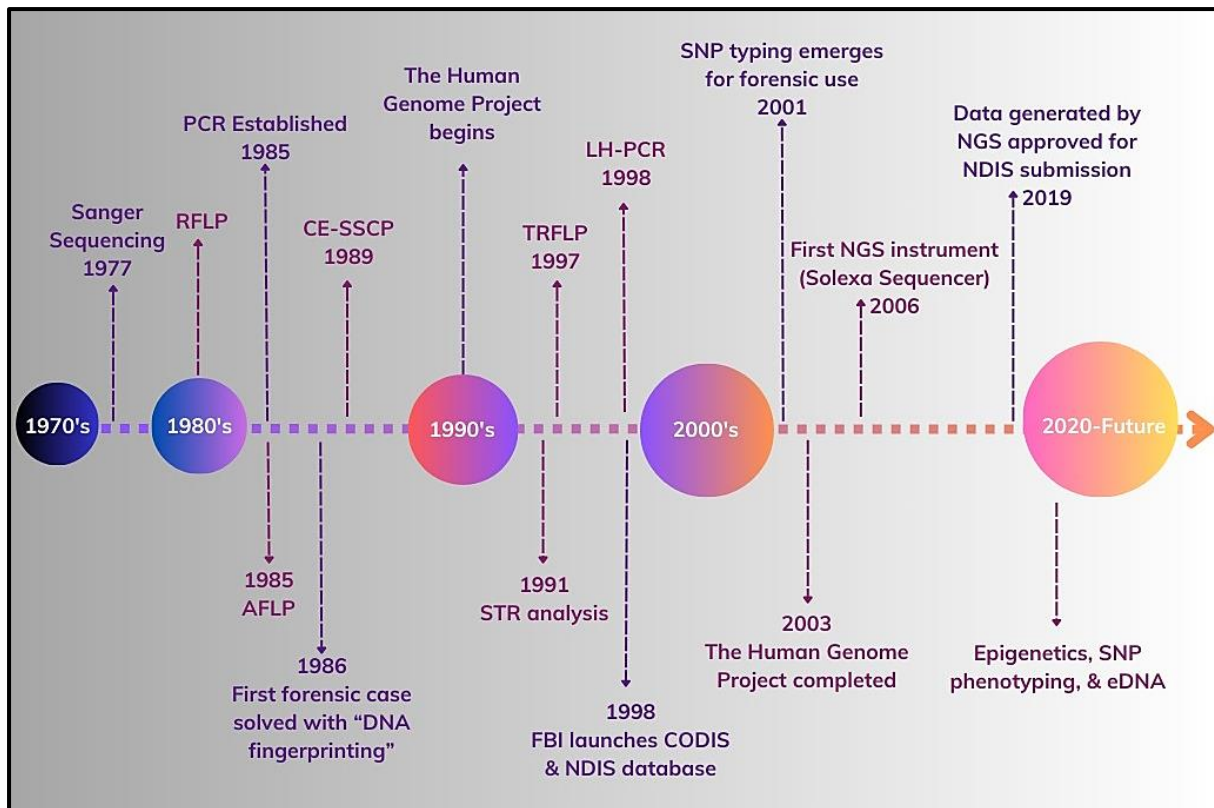 SNP typing emerges
for forensic use
2001
The Human
Genome Project
begins
Data generated by
NGS approved for
NDIS submission
2019
PCR Established
1985
LH-PCR
1998
Sanger
Sequencing
1977
RFLP
CE-SSCP
1989
TRFLP
1997
First NGS instrument
(Solexa Sequencer)
2006
1970's
1980's
1990's
2000's
2020-Future
1985
AFLP
1986
First forensic case
solved with “DNA
fingerprinting”
1991
STR analysis
1998
FBI launches CODIS
& NDIS database
2003
The Human Genome
Project completed
Epigenetics, SNP
phenotyping, & eDNA